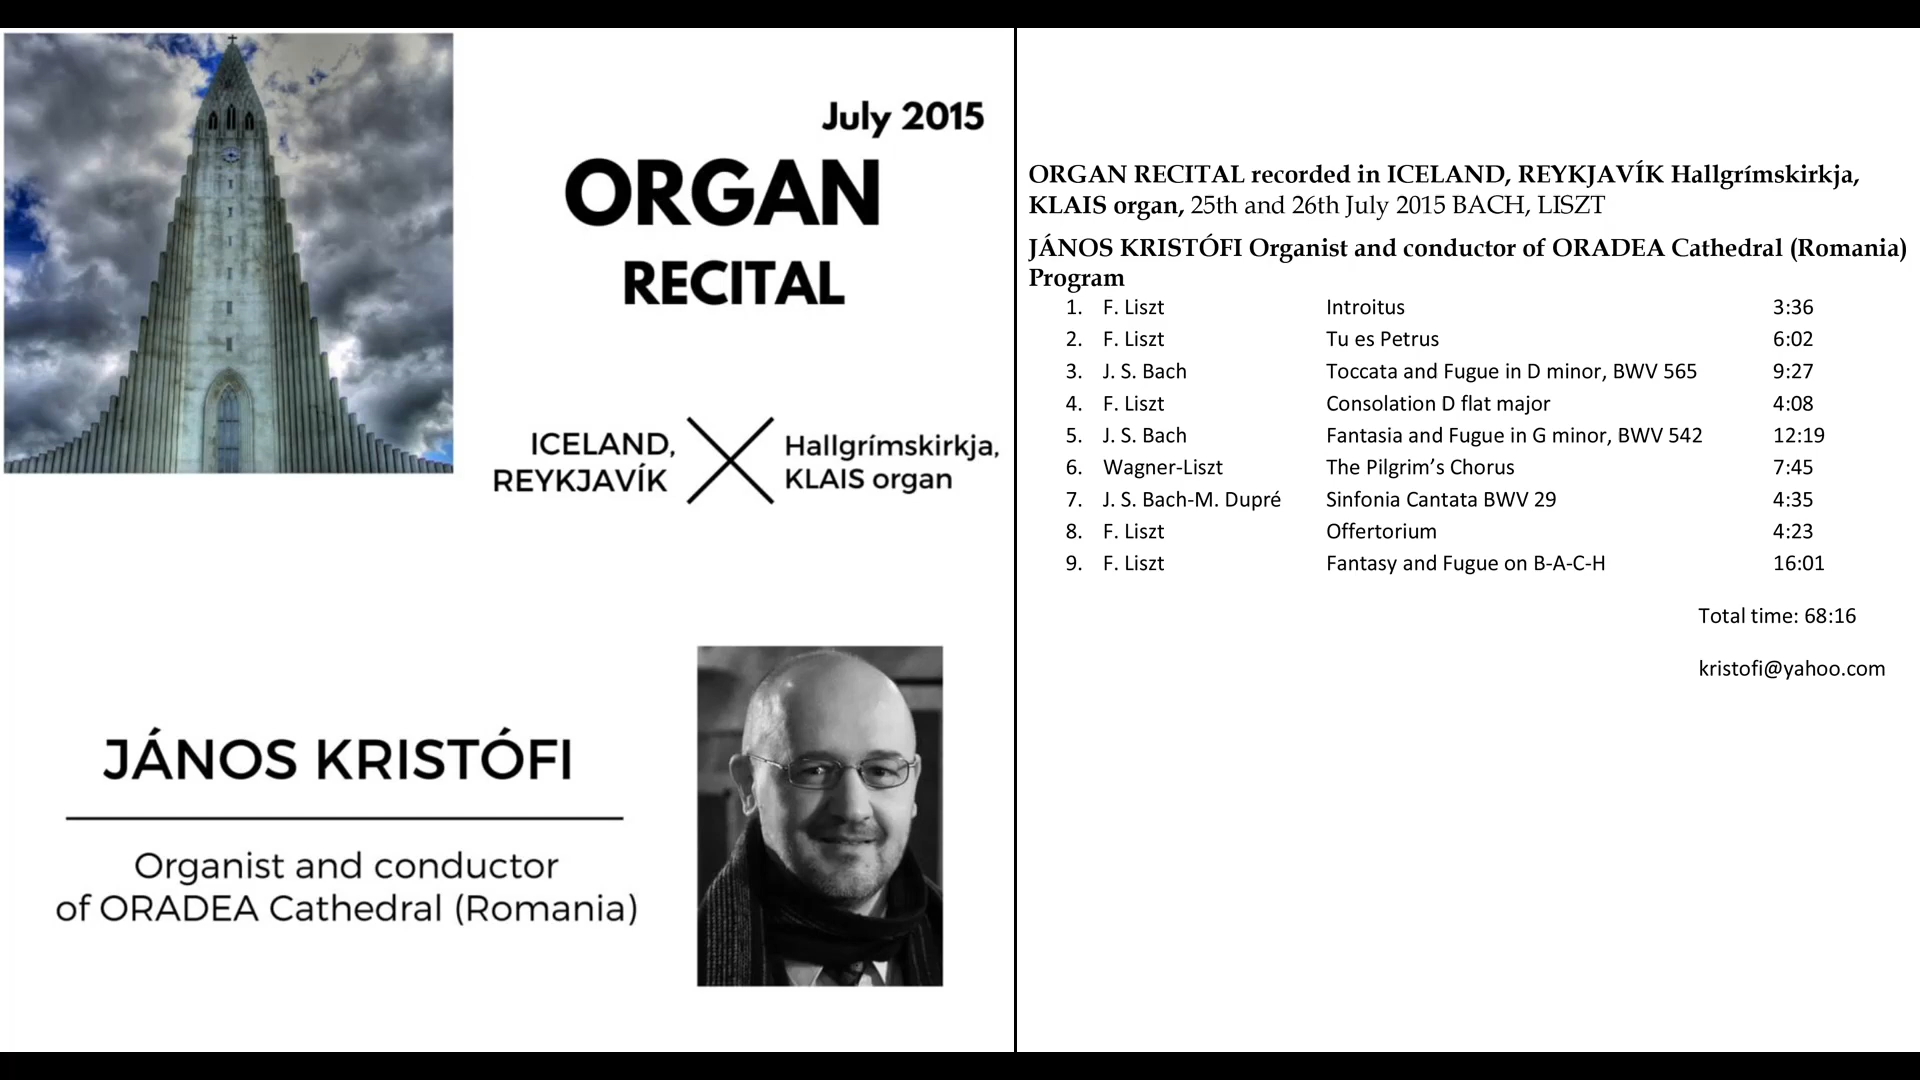 July 2015
ORGAN
RECITAL
ICELAND,
REYKJAVÍK
Hallgrímskirkja,
KLAIS organ
JÁNOS KRISTÓFI
Organist and conductor
of ORADEA Cathedral (Romania)
ORGAN RECITAL recorded in ICELAND, REYKJAVÍK Hallgrímskirkja,
KLAIS organ, 25th and 26th July 2015 BACH, LISZT
JÁNOS KRISTÓFI Organist and conductor of ORADEA Cathedral (Romania)
Program
1. F. Liszt Introitus 3:36
2. F. Liszt Tu es Petrus 6:02
3. J. S. Bach Toccata and Fugue in D minor, BWV 565 9:27
4. F. Liszt Consolation D flat major 4:08
5. J. S. Bach Fantasia and Fugue in G minor, BWV 542 12:19
6. Wagner-Liszt The Pilgrim’s Chorus 7:45
7. J. S. Bach-M. Dupré Sinfonia Cantata BWV 29 4:35
8. F. Liszt Offertorium 4:23
9. F. Liszt Fantasy and Fugue on B-A-C-H 16:01
Total time: 68:16
kristofi@yahoo.com